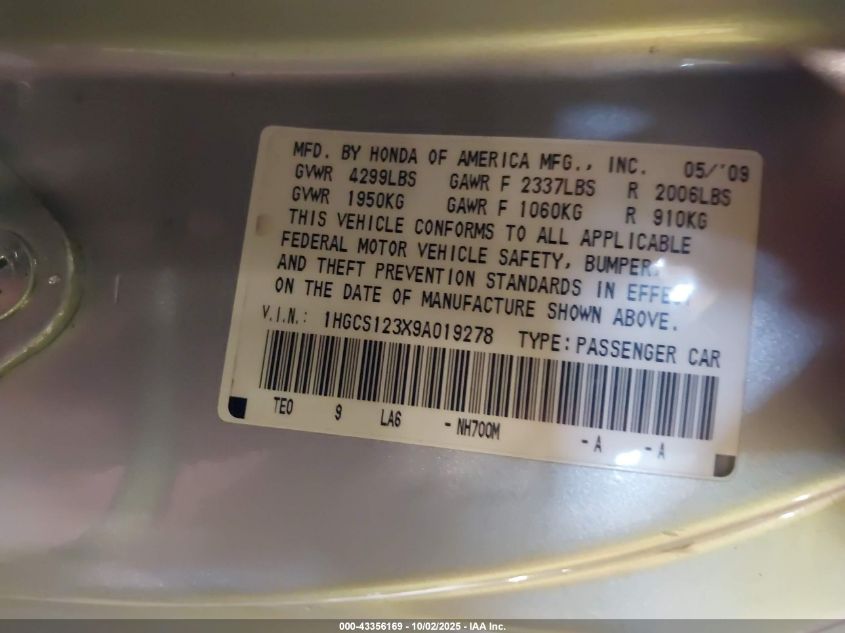 MFD. BY HONDA OF AMERICA MFG., INC. 05/'09
GVWR 4299LBS GAWR F 2337LBS R 2006LBS
GVWR 1950KG GAWR F 1060KG R 910KG
THIS VEHICLE CONFORMS TO ALL APPLICABLE
FEDERAL MOTOR VEHICLE SAFETY, BUMPER,
AND THEFT PREVENTION STANDARDS IN EFFECT
ON THE DATE OF MANUFACTURE SHOWN ABOVE.
V.I.N.: 1HGCS123X9A019278 TYPE:PASSENGER CAR
TE0 9 LA6 -NH700M -A -A
000-43356169 - 10/02/2025 - IAA Inc.